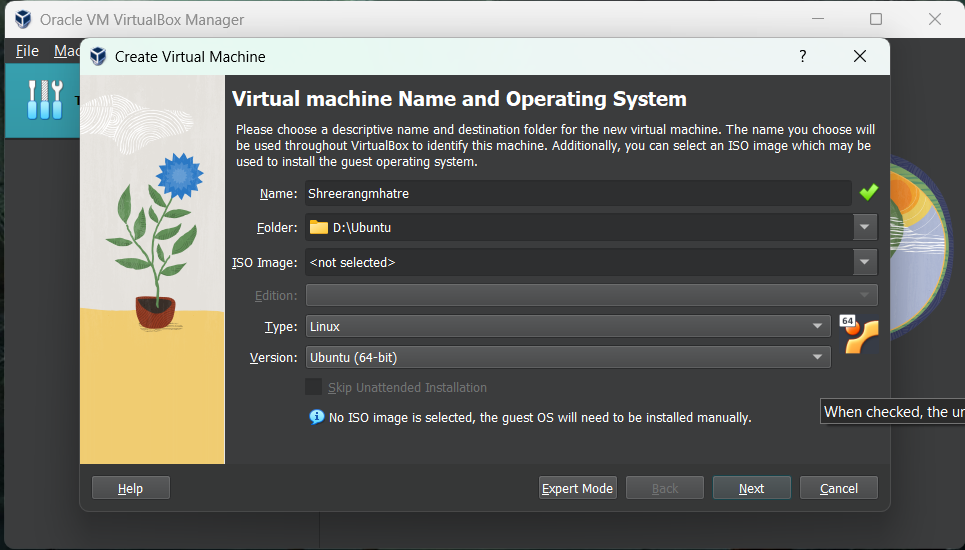 Oracle VM VirtualBox Manager
File
Create Virtual Machine
?
Virtual machine Name and Operating System
Please choose a descriptive name and destination folder for the new virtual machine. The name you choose will
be used throughout VirtualBox to identify this machine. Additionally, you can select an ISO image which may be
used to install the guest operating system.
Name: Shreerangmhatre
Folder: D:\Ubuntu
ISO Image: <not selected>
Edition:
Type: Linux
64
Version: Ubuntu (64-bit)
Skip Unattended Installation
No ISO image is selected, the guest OS will need to be installed manually.
When checked, the
Help Expert Mode Back Next Cancel